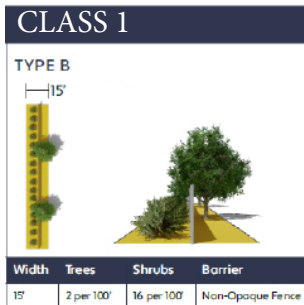 CLASS 1
TYPE B
15'
Width Trees Shrubs Barrier
15' 2 per 100' 16 per 100' Non-Opaque Fence